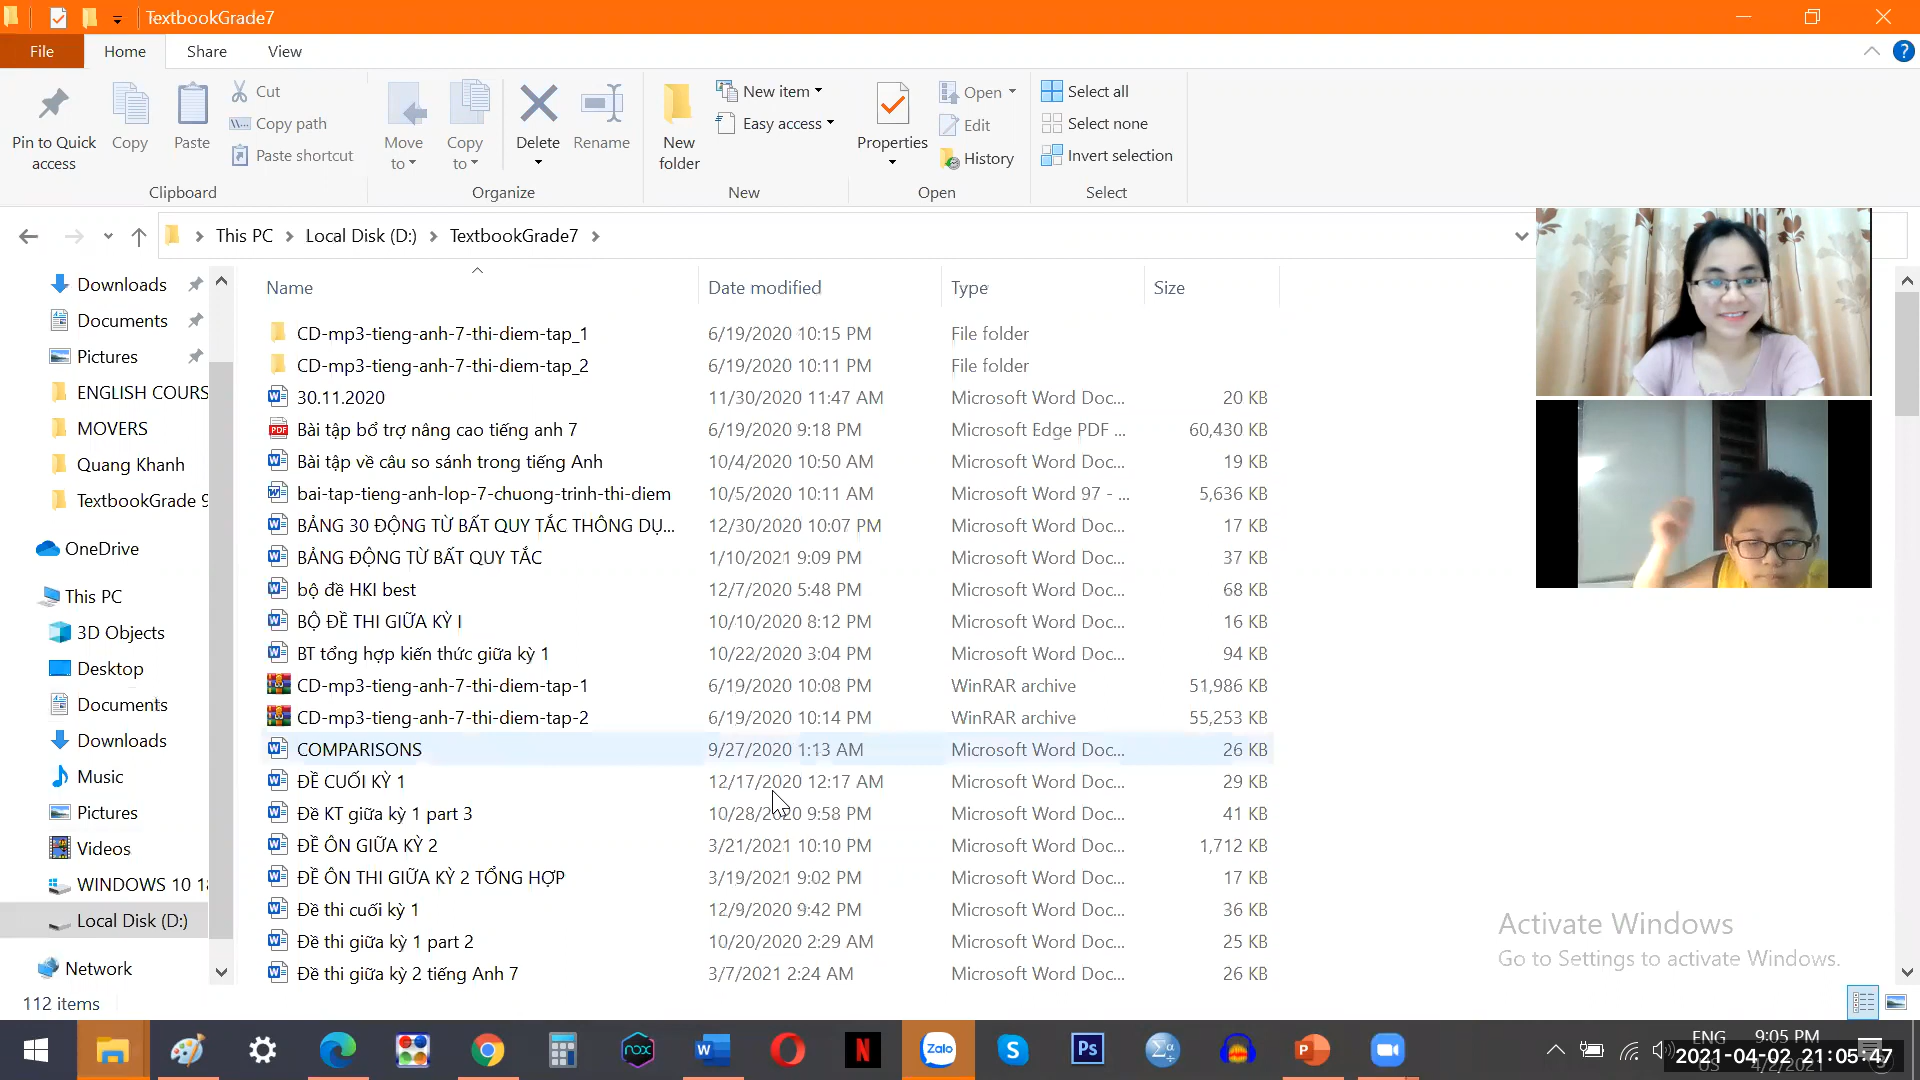 TextbookGrade7
File Home Share View
Pin to Quick access
Copy
Paste
Cut
Copy path
Paste shortcut
Clipboard
Move to
Copy to
Delete
Rename
Organize
New folder
New item
Easy access
New
Properties
Open
Edit
History
Open
Select all
Select none
Invert selection
Select
This PC Local Disk (D:) TextbookGrade7
Downloads
Documents
Pictures
ENGLISH COURS
MOVERS
Quang Khanh
TextbookGrade 9
OneDrive
This PC
3D Objects
Desktop
Documents
Downloads
Music
Pictures
Videos
WINDOWS 10 18
Local Disk (D:)
Network
Name Date modified Type Size
CD-mp3-tieng-anh-7-thi-diem-tap_1 6/19/2020 10:15 PM File folder
CD-mp3-tieng-anh-7-thi-diem-tap_2 6/19/2020 10:11 PM File folder
30.11.2020 11/30/2020 11:47 AM Microsoft Word Doc... 20 KB
Bài tập bổ trợ nâng cao tiếng anh 7 6/19/2020 9:18 PM Microsoft Edge PDF ... 60,430 KB
Bài tập về câu so sánh trong tiếng Anh 10/4/2020 10:50 AM Microsoft Word Doc... 19 KB
bai-tap-tieng-anh-lop-7-chuong-trinh-thi-diem 10/5/2020 10:11 AM Microsoft Word 97 - ... 5,636 KB
BẢNG 30 ĐỘNG TỪ BẤT QUY TẮC THÔNG DỤ... 12/30/2020 10:07 PM Microsoft Word Doc... 17 KB
BẢNG ĐỘNG TỪ BẤT QUY TẮC 1/10/2021 9:09 PM Microsoft Word Doc... 37 KB
bộ đề HKI best 12/7/2020 5:48 PM Microsoft Word Doc... 68 KB
BỘ ĐỀ THI GIỮA KỲ I 10/10/2020 8:12 PM Microsoft Word Doc... 16 KB
BT tổng hợp kiến thức giữa kỳ 1 10/22/2020 3:04 PM Microsoft Word Doc... 94 KB
CD-mp3-tieng-anh-7-thi-diem-tap-1 6/19/2020 10:08 PM WinRAR archive 51,986 KB
CD-mp3-tieng-anh-7-thi-diem-tap-2 6/19/2020 10:14 PM WinRAR archive 55,253 KB
COMPARISONS 9/27/2020 1:13 AM Microsoft Word Doc... 26 KB
ĐỀ CUỐI KỲ 1 12/17/2020 12:17 AM Microsoft Word Doc... 29 KB
Đề KT giữa kỳ 1 part 3 10/28/2020 9:58 PM Microsoft Word Doc... 41 KB
ĐỀ ÔN GIỮA KỲ 2 3/21/2021 10:10 PM Microsoft Word Doc... 1,712 KB
ĐỀ ÔN THI GIỮA KỲ 2 TỔNG HỢP 3/19/2021 9:02 PM Microsoft Word Doc... 17 KB
Đề thi cuối kỳ 1 12/9/2020 9:42 PM Microsoft Word Doc... 36 KB
Đề thi giữa kỳ 1 part 2 10/20/2020 2:29 AM Microsoft Word Doc... 25 KB
Đề thi giữa kỳ 2 tiếng Anh 7 3/7/2021 2:24 AM Microsoft Word Doc... 26 KB
Activate Windows
Go to Settings to activate Windows.
112 items
nox
Zalo
Ps
ENG 9:05 PM
2021-04-02 21:05:47